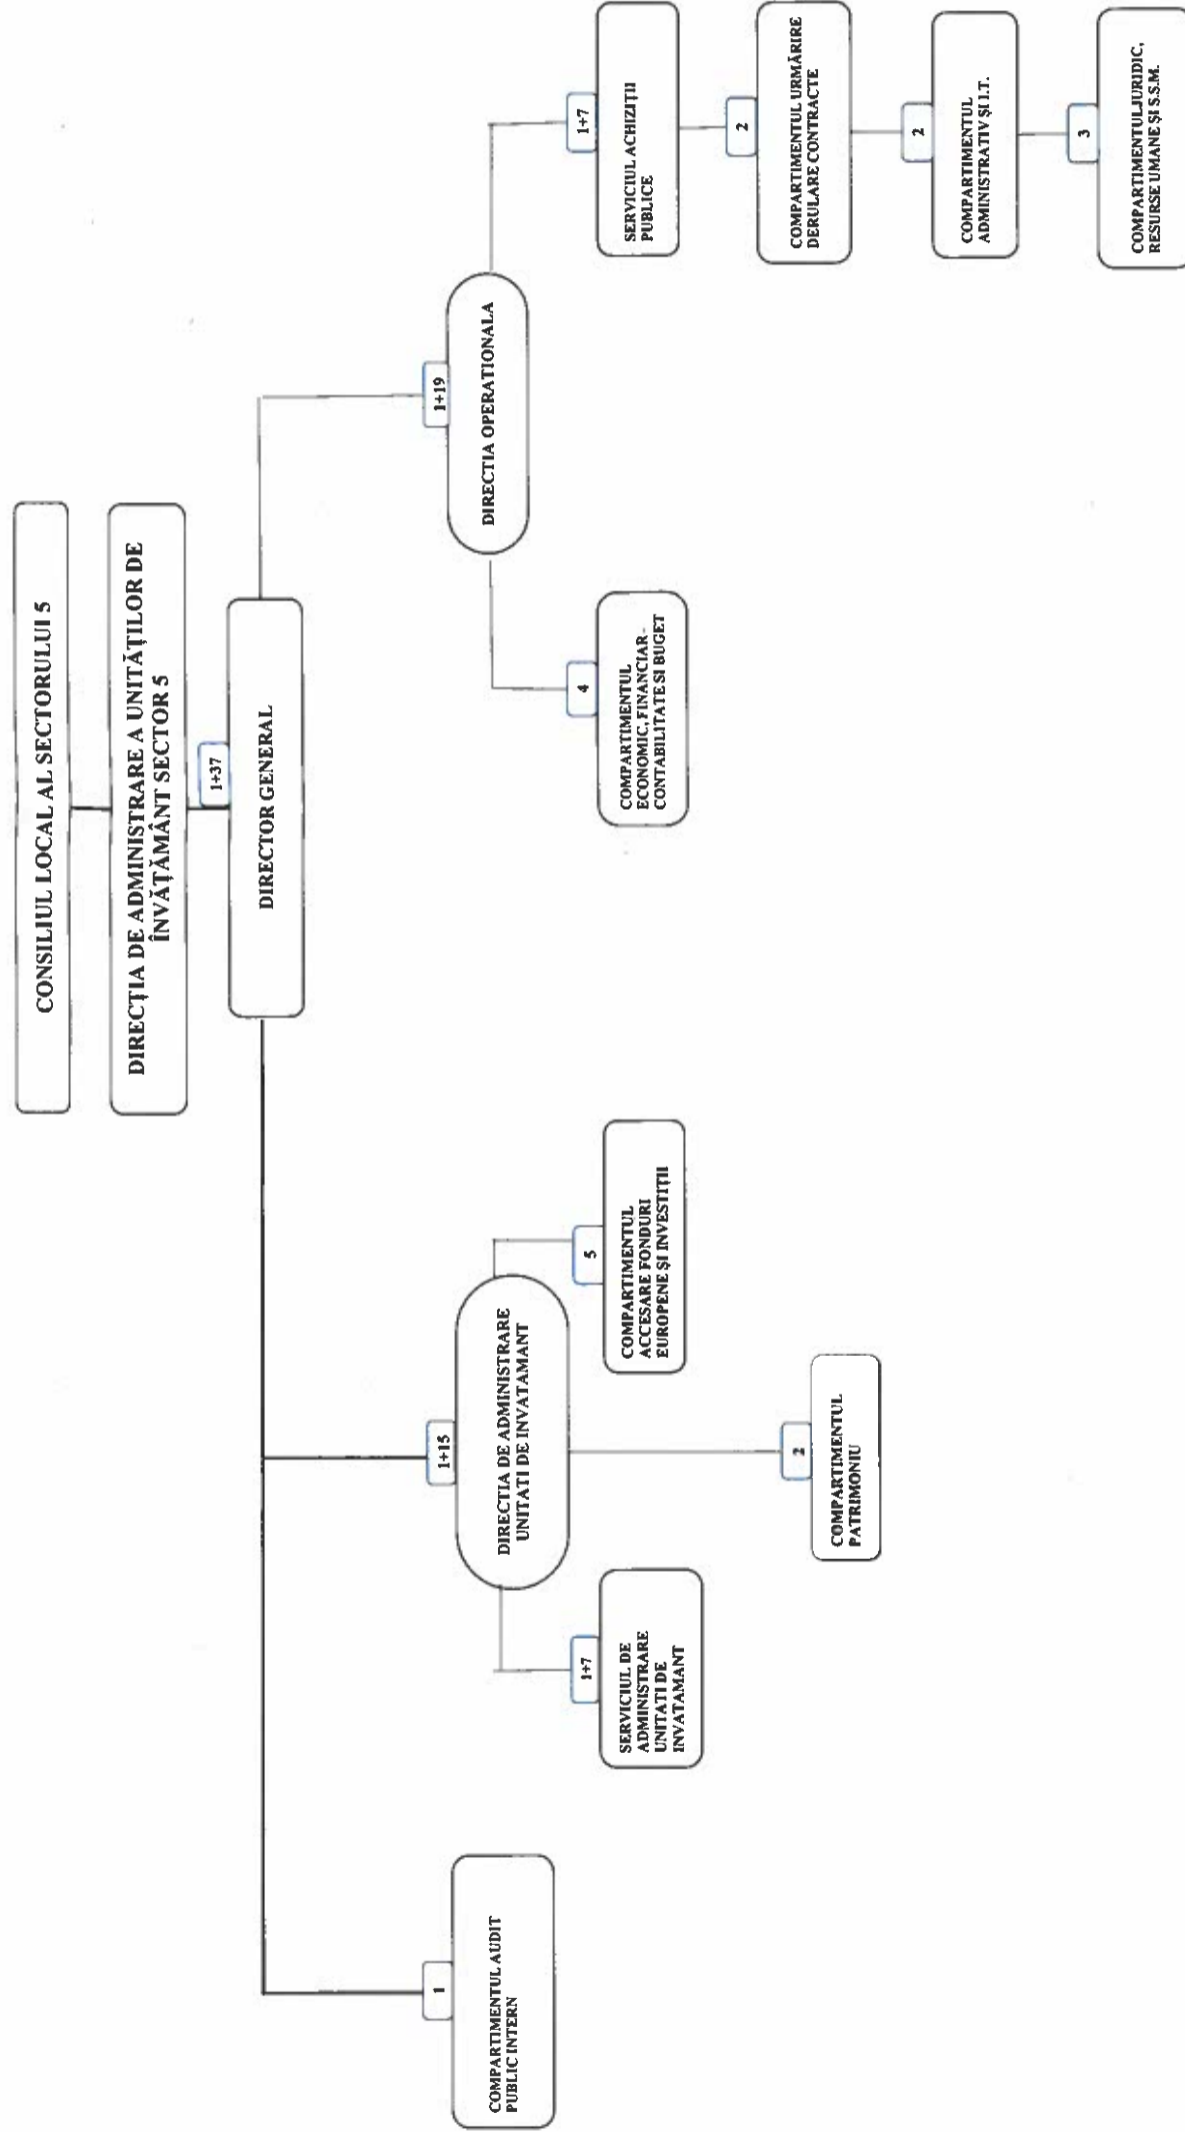 CONSILIUL LOCAL AL SECTORULUI 5
DIRECȚIA DE ADMINISTRARE A UNITĂȚILOR DE
ÎNVĂȚĂMÂNT SECTOR 5
1+37
DIRECTOR GENERAL
1
COMPARTIMENTUL AUDIT
PUBLIC INTERN
1+15
DIRECTIA DE ADMINISTRARE
UNITATI DE INVATAMANT
1+7
SERVICIUL DE
ADMINISTRARE
UNITATI DE
INVATAMANT
2
COMPARTIMENTUL
PATRIMONIU
5
COMPARTIMENTUL
ACCESARE FONDURI
EUROPENE ȘI INVESTIȚII
1+19
DIRECTIA OPERATIONALA
4
COMPARTIMENTUL
ECONOMIC, FINANCIAR-
CONTABILITATE SI BUGET
1+7
SERVICIUL ACHIZIȚII
PUBLICE
2
COMPARTIMENTUL URMĂRIRE
DERULARE CONTRACTE
2
COMPARTIMENTUL
ADMINISTRATIV ȘI I.T.
3
COMPARTIMENTUL JURIDIC,
RESURSE UMANE ȘI S.S.M.